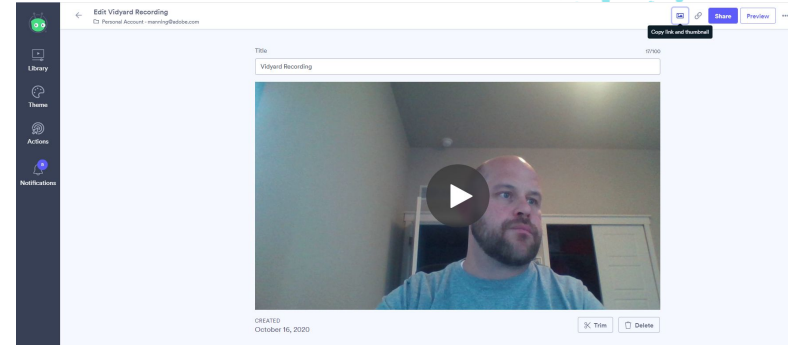 Edit Vidyard Recording
Personal Account - manning@adobe.com
Share
Preview
Copy link and thumbnail
Library
Theme
Actions
Notifications
Title
17/100
Vidyard Recording
CREATED
October 16, 2020
Trim
Delete